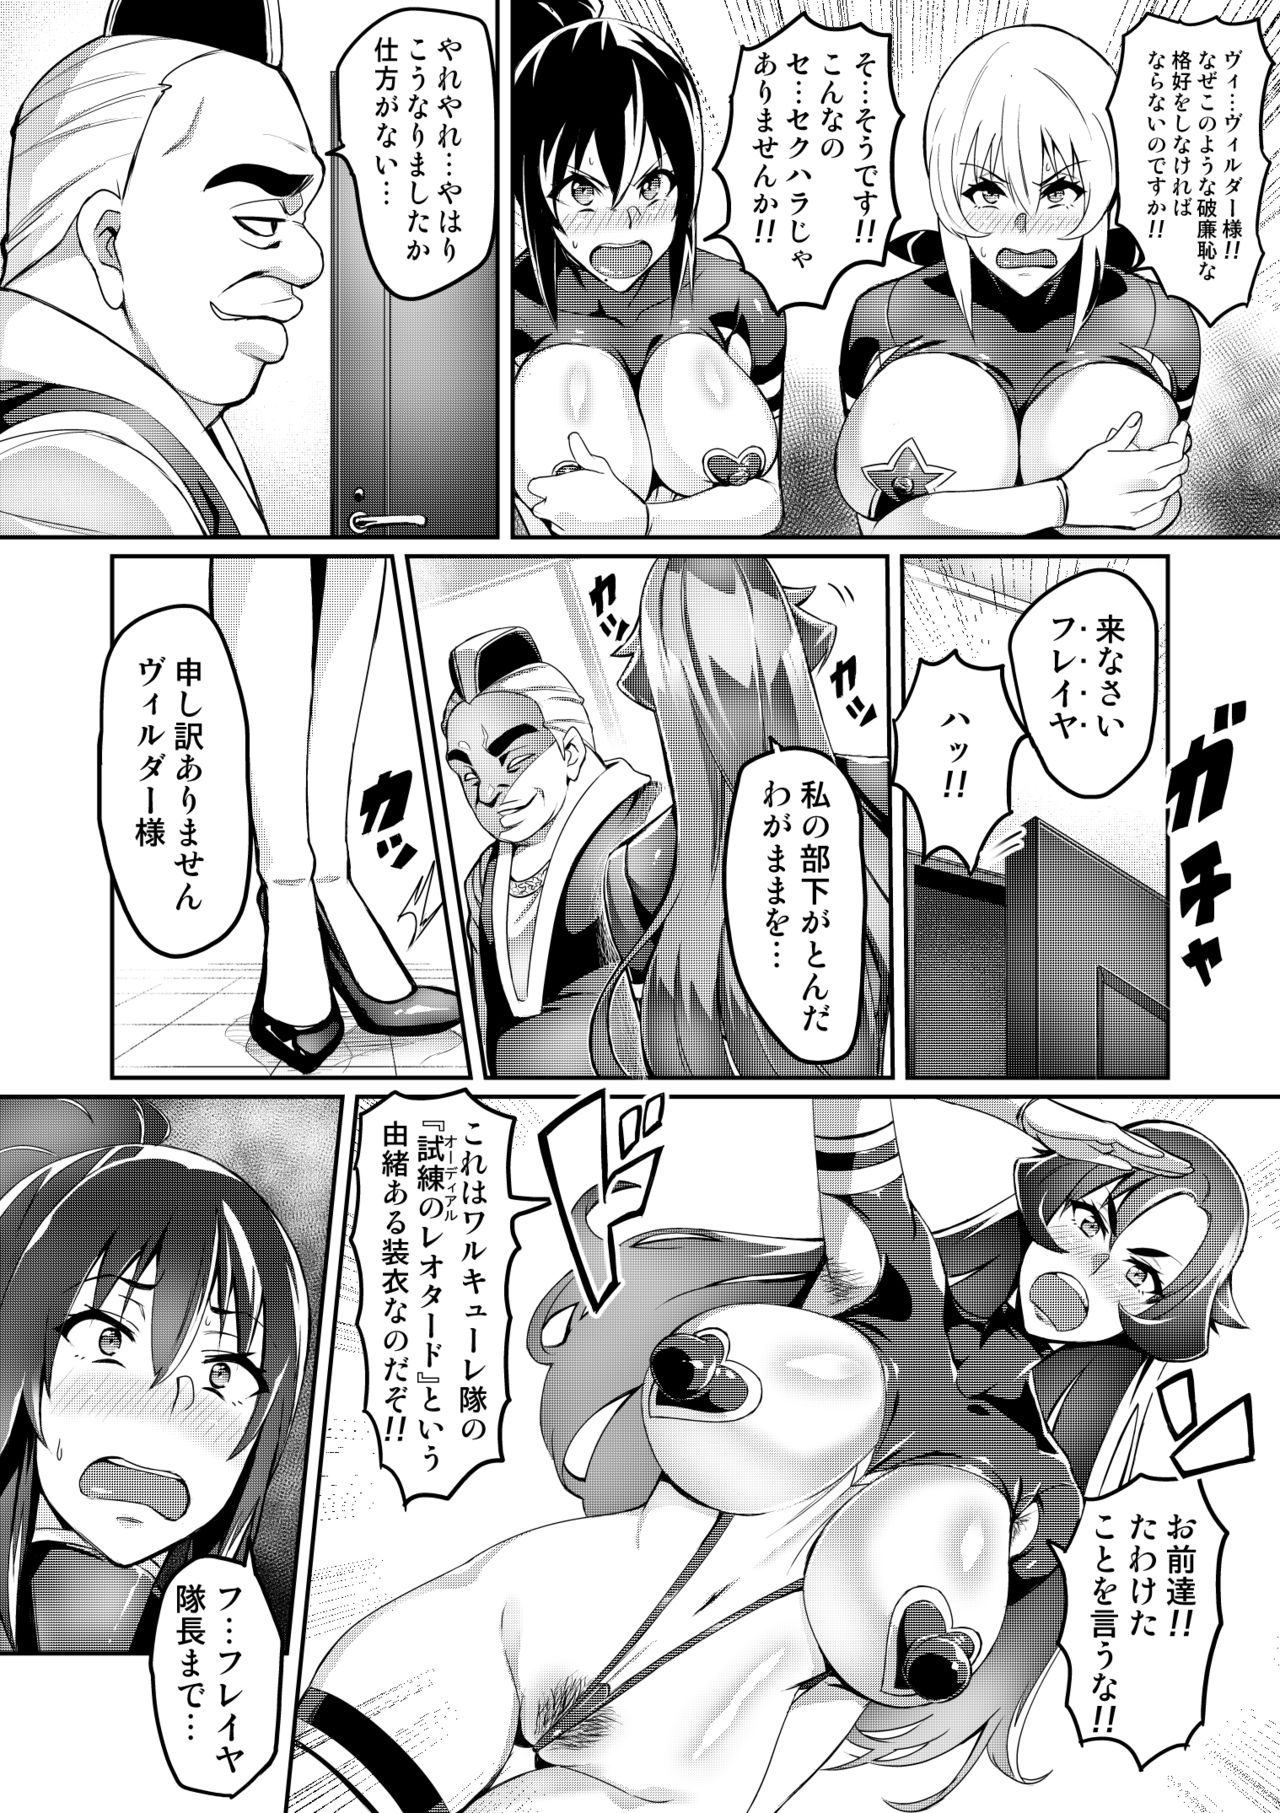 ヴィ…ヴィルダー様!!
なぜこのような破廉恥な
格好をしなければ
ならないのですか!!
そ…そうです!!
こんなの
セ…セクハラじゃ
ありませんか!!
やれやれ…やはり
こうなりましたか
仕方がない…
来なさい
フレイヤ
ハッ!!
ガチャ
私の部下がとんだ
わがままを…
カッ
カッ
カッ
申し訳ありません
ヴィルダー様
お前達!!
たわけた
ことを言うな!!
これはワルキューレ隊の
『試練のレオタード』という
オーディアル
由緒ある装衣なのだぞ!!
ビシ
フ…フレイヤ
隊長まで…